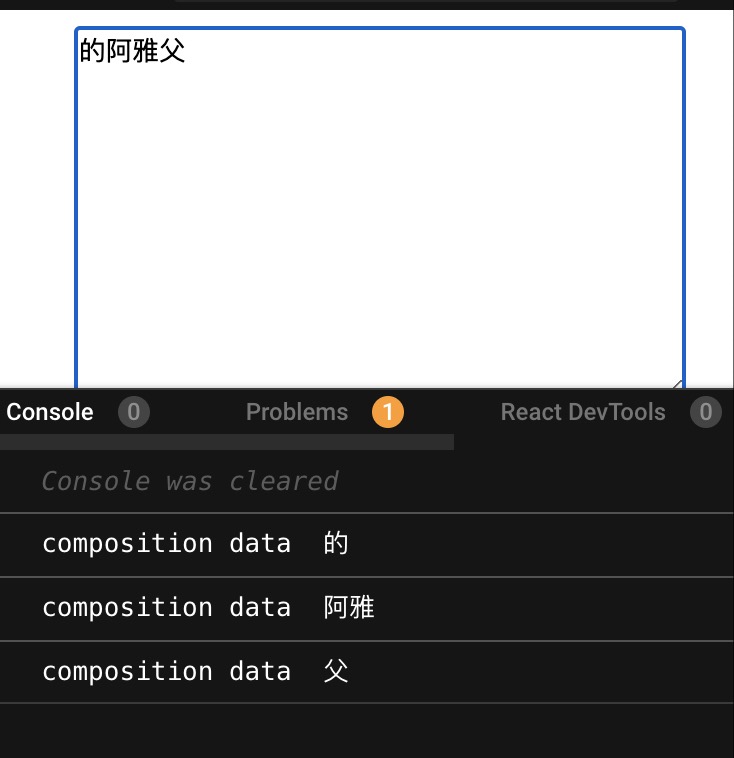 的阿雅父
Console 0 Problems 1 React DevTools 0
Console was cleared
composition data 的
composition data 阿雅
composition data 父